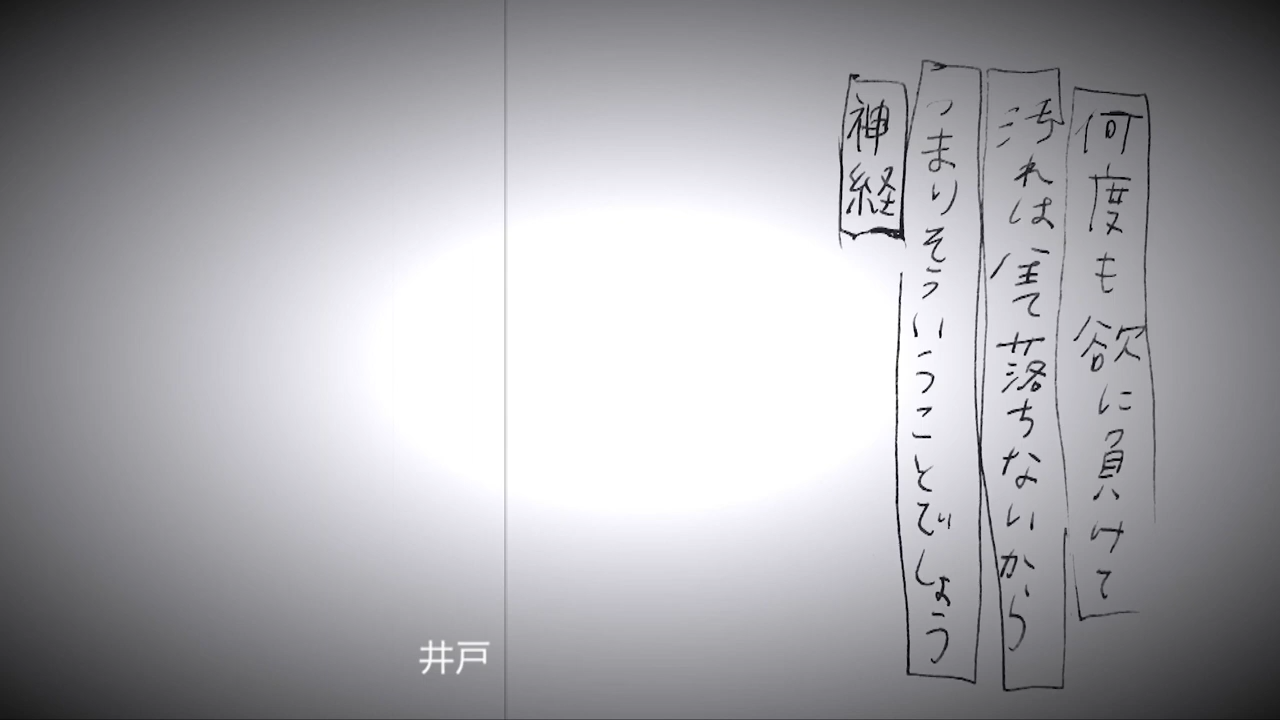 何度も欲に負けて
汚れは全て落ちないから
つまりそういうことでしょう
神経
井戸